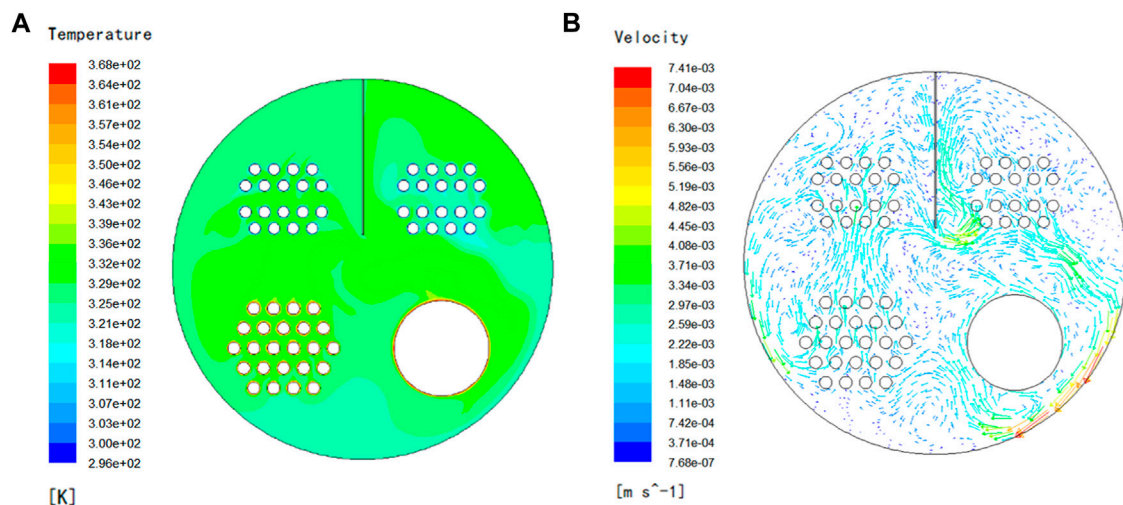 A
Temperature
3.68e+02
3.64e+02
3.61e+02
3.57e+02
3.54e+02
3.50e+02
3.46e+02
3.43e+02
3.39e+02
3.36e+02
3.32e+02
3.29e+02
3.25e+02
3.21e+02
3.18e+02
3.14e+02
3.11e+02
3.07e+02
3.03e+02
3.00e+02
2.96e+02
[K]
B
Velocity
7.41e-03
7.04e-03
6.67e-03
6.30e-03
5.93e-03
5.56e-03
5.19e-03
4.82e-03
4.45e-03
4.08e-03
3.71e-03
3.34e-03
2.97e-03
2.59e-03
2.22e-03
1.85e-03
1.48e-03
1.11e-03
7.42e-04
3.71e-04
7.68e-07
[m s^-1]